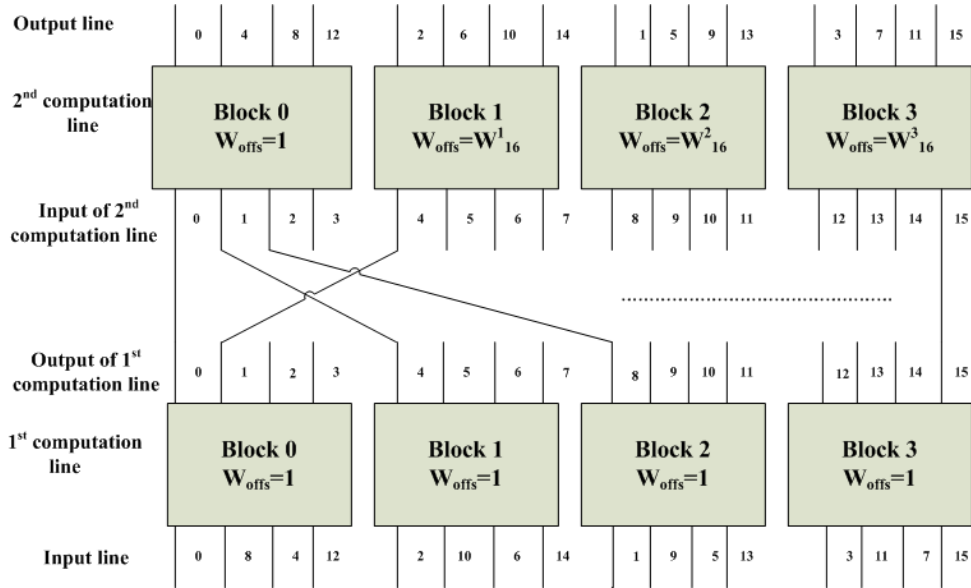 Output line
0 4 8 12 2 6 10 14 1 5 9 13 3 7 11 15
2nd computation line
Block 0
Woffs=1
Block 1
Woffs=W^1_16
Block 2
Woffs=W^2_16
Block 3
Woffs=W^3_16
Input of 2nd computation line
0 1 2 3 4 5 6 7 8 9 10 11 12 13 14 15
Output of 1st computation line
0 1 2 3 4 5 6 7 8 9 10 11 12 13 14 15
1st computation line
Block 0
Woffs=1
Block 1
Woffs=1
Block 2
Woffs=1
Block 3
Woffs=1
Input line
0 8 4 12 2 10 6 14 1 9 5 13 3 11 7 15